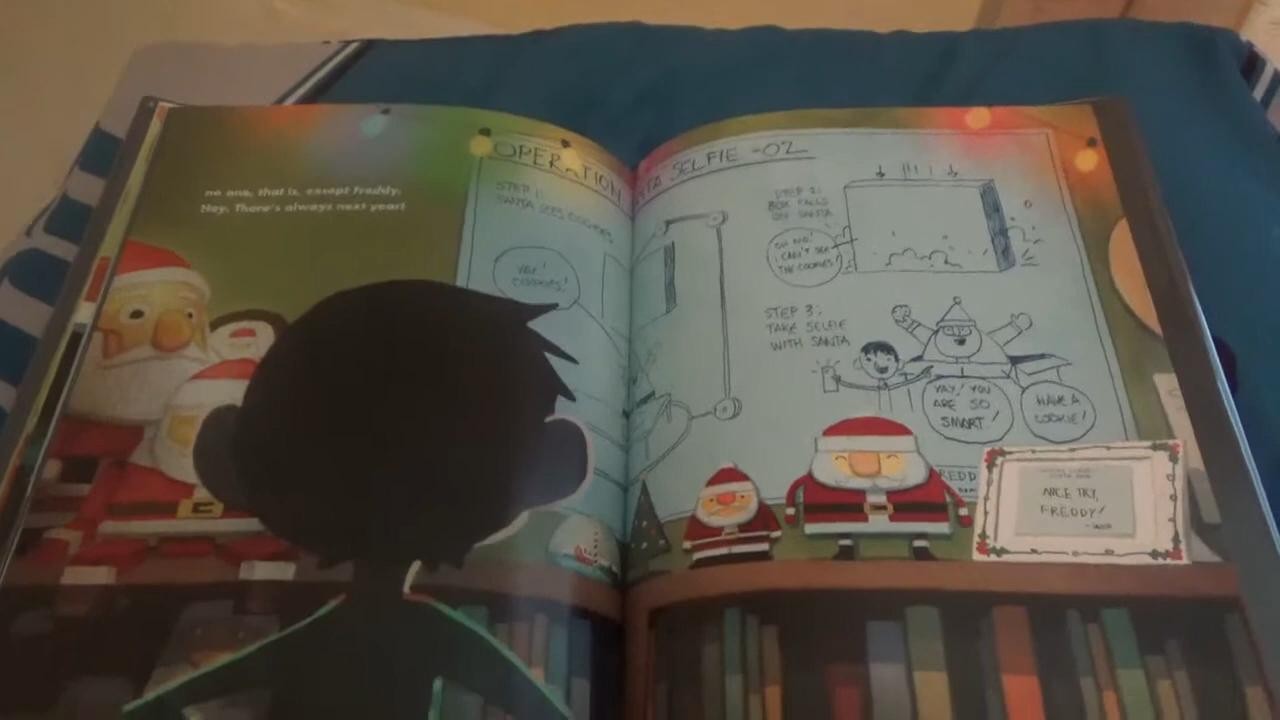 no one, that is, except Freddy.
Hey. There's always next year!
OPERATION
TA SELFIE -02
STEP 1:
SANTA SEES COOKIES
YAY!
COOKIES!
STEP 2:
BOX FALLS
ON SANTA
OH NO!
I CAN'T SEE
THE COOKIES!
STEP 3:
TAKE SELFIE
WITH SANTA
YAY! YOU
ARE SO
SMART!
HAVE A
COOKIE!
REDD
NICE TRY,
FREDDY!